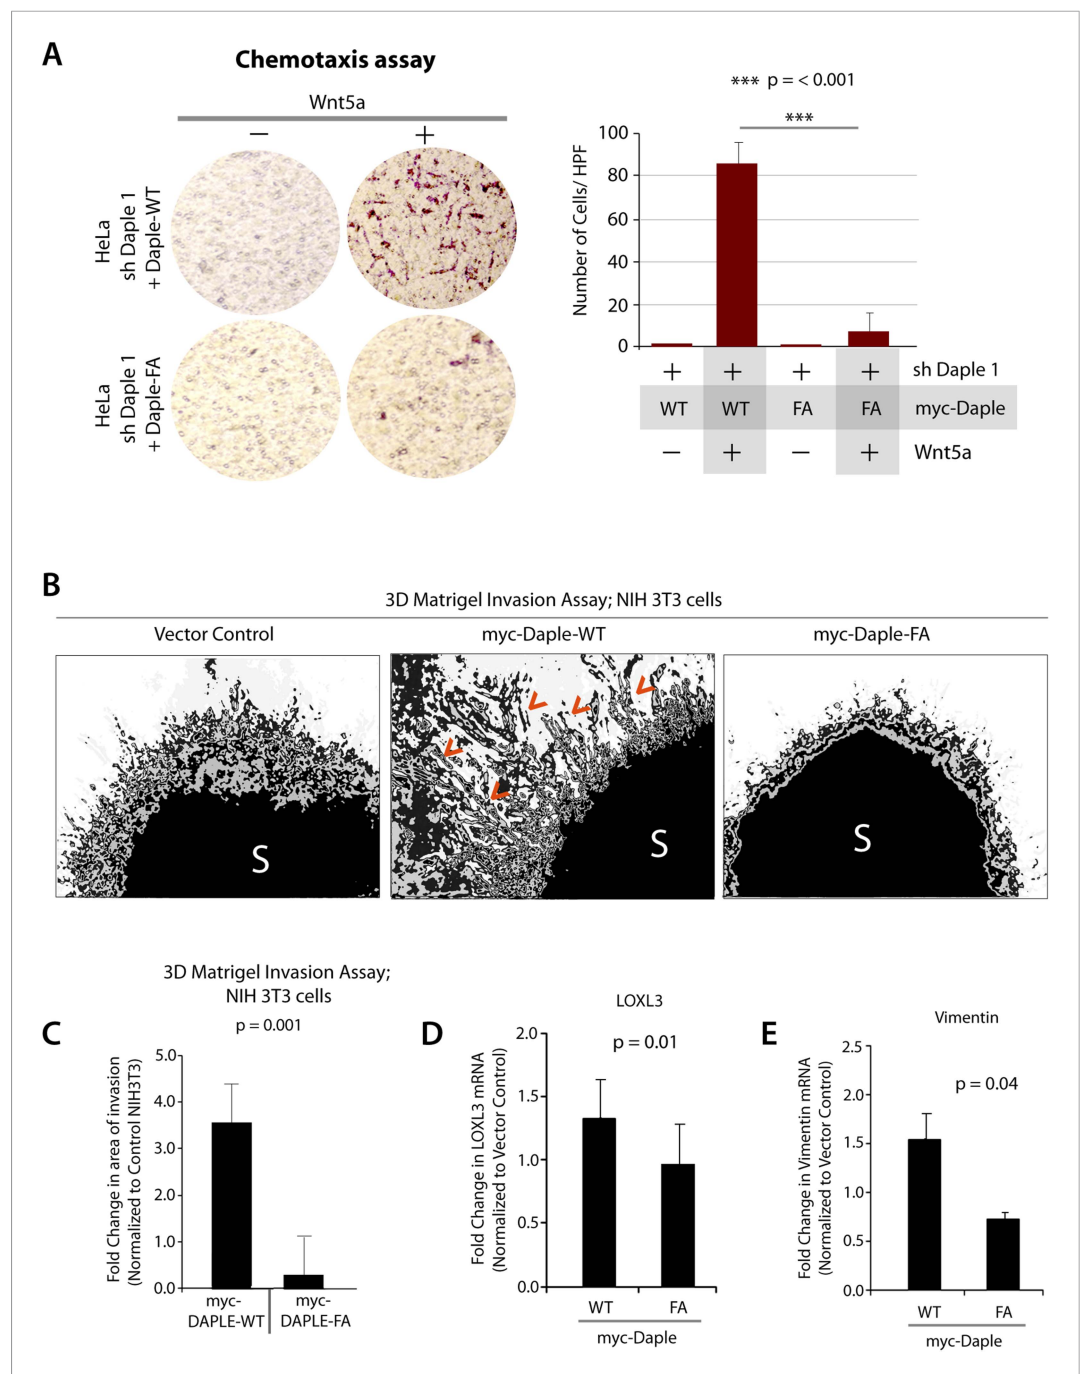 A
Chemotaxis assay
Wnt5a
− +
HeLa
sh Daple 1
+ Daple-WT
HeLa
sh Daple 1
+ Daple-FA
*** p = < 0.001
***
Number of Cells/ HPF
100
80
60
40
20
0
+ + + + sh Daple 1
WT WT FA FA myc-Daple
− + − + Wnt5a
B
3D Matrigel Invasion Assay; NIH 3T3 cells
Vector Control myc-Daple-WT myc-Daple-FA
S S S
C
3D Matrigel Invasion Assay;
NIH 3T3 cells
p = 0.001
Fold Change in area of invasion
(Normalized to Control NIH3T3)
5.0
4.0
3.0
2.0
1.0
0.0
myc-
DAPLE-WT
myc-
DAPLE-FA
D
LOXL3
p = 0.01
Fold Change in LOXL3 mRNA
(Normalized to Vector Control)
2.0
1.5
1.0
0.5
0.0
WT FA
myc-Daple
E
Vimentin
p = 0.04
Fold Change in Vimentin mRNA
(Normalized to Vector Control)
2.5
2.0
1.5
1.0
0.5
0.0
WT FA
myc-Daple